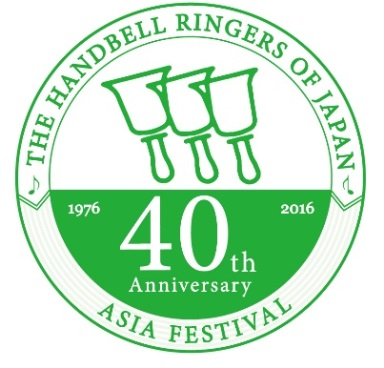 THE HANDBELL RINGERS OF JAPAN
1976
2016
40th
Anniversary
ASIA FESTIVAL